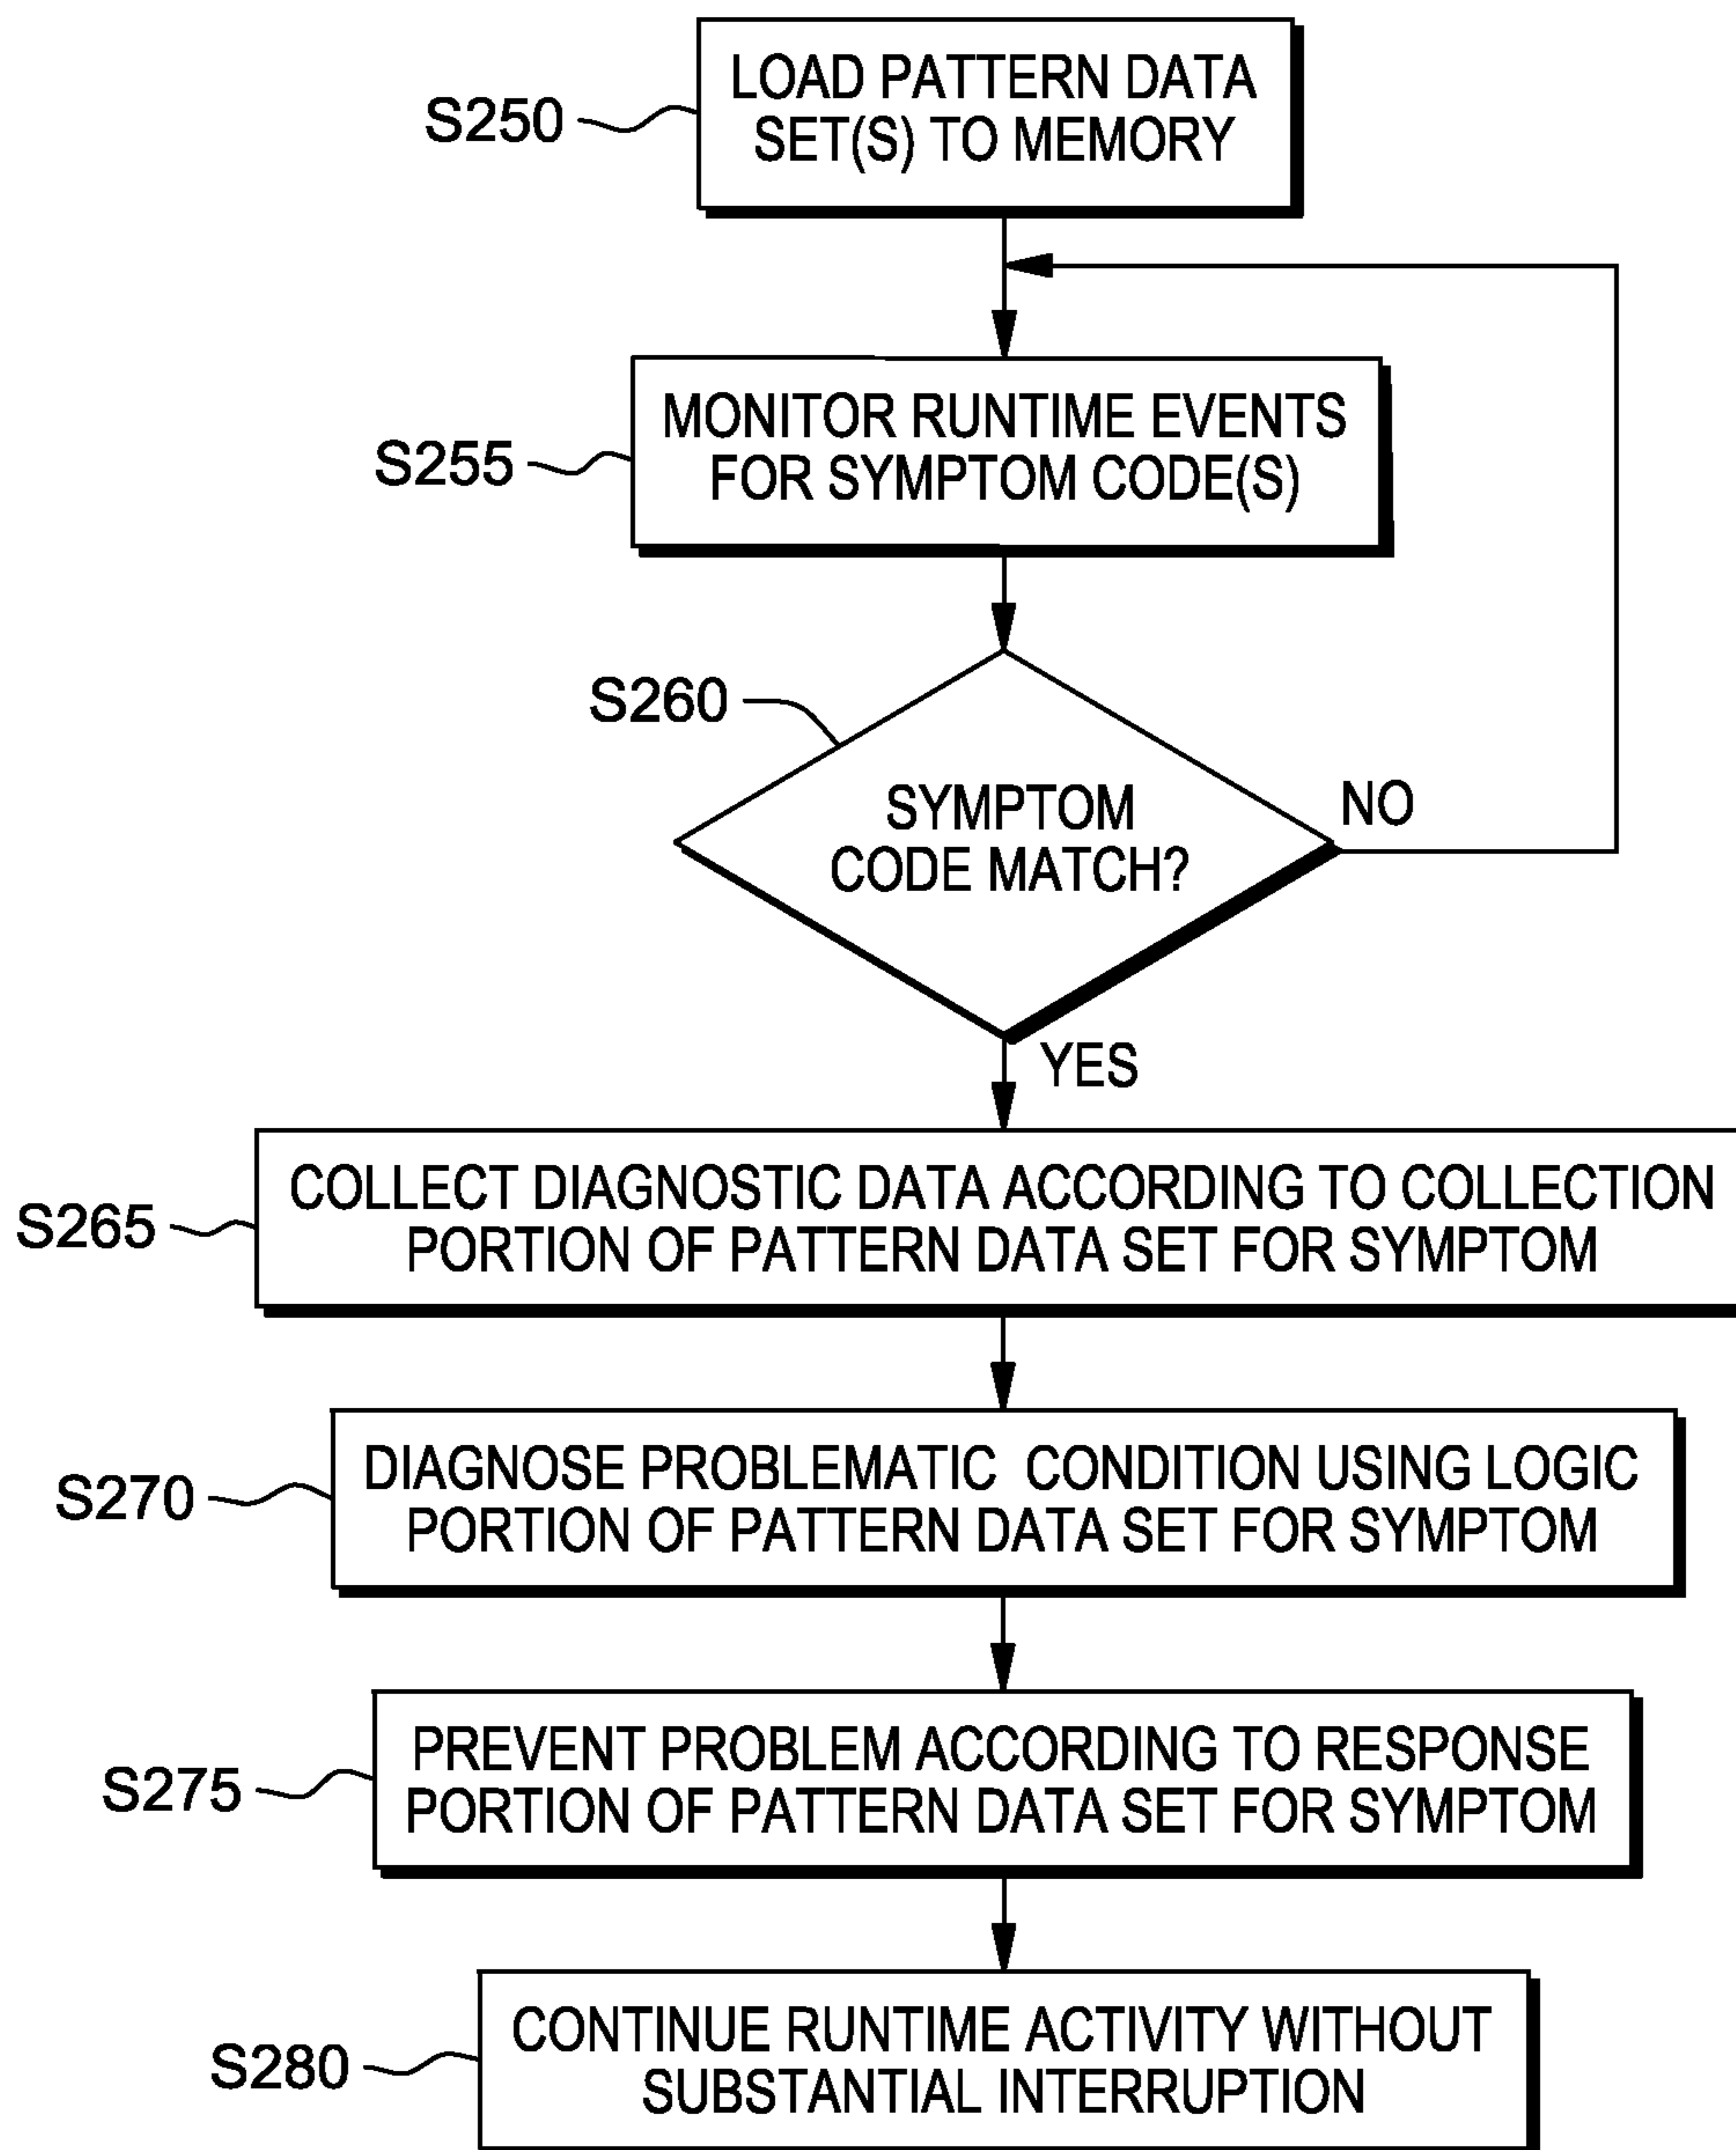 LOAD PATTERN DATA
SET(S) TO MEMORY
S250
MONITOR RUNTIME EVENTS
FOR SYMPTOM CODE(S)
S255
S260
SYMPTOM
CODE MATCH?
NO
YES
COLLECT DIAGNOSTIC DATA ACCORDING TO COLLECTION
PORTION OF PATTERN DATA SET FOR SYMPTOM
S265
DIAGNOSE PROBLEMATIC CONDITION USING LOGIC
PORTION OF PATTERN DATA SET FOR SYMPTOM
S270
PREVENT PROBLEM ACCORDING TO RESPONSE
PORTION OF PATTERN DATA SET FOR SYMPTOM
S275
CONTINUE RUNTIME ACTIVITY WITHOUT
SUBSTANTIAL INTERRUPTION
S280